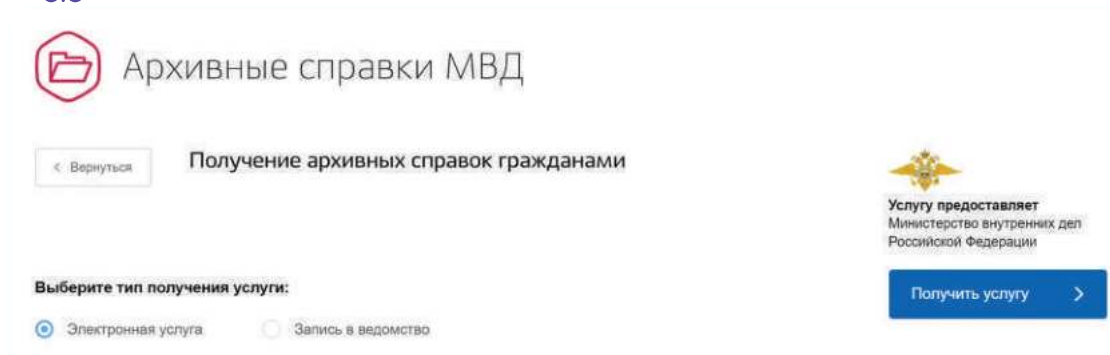 Архивные справки МВД
< Вернуться
Получение архивных справок гражданами
Услугу предоставляет
Министерство внутренних дел
Российской Федерации
Выберите тип получения услуги:
Получить услугу >
Электронная услуга
Запись в ведомство